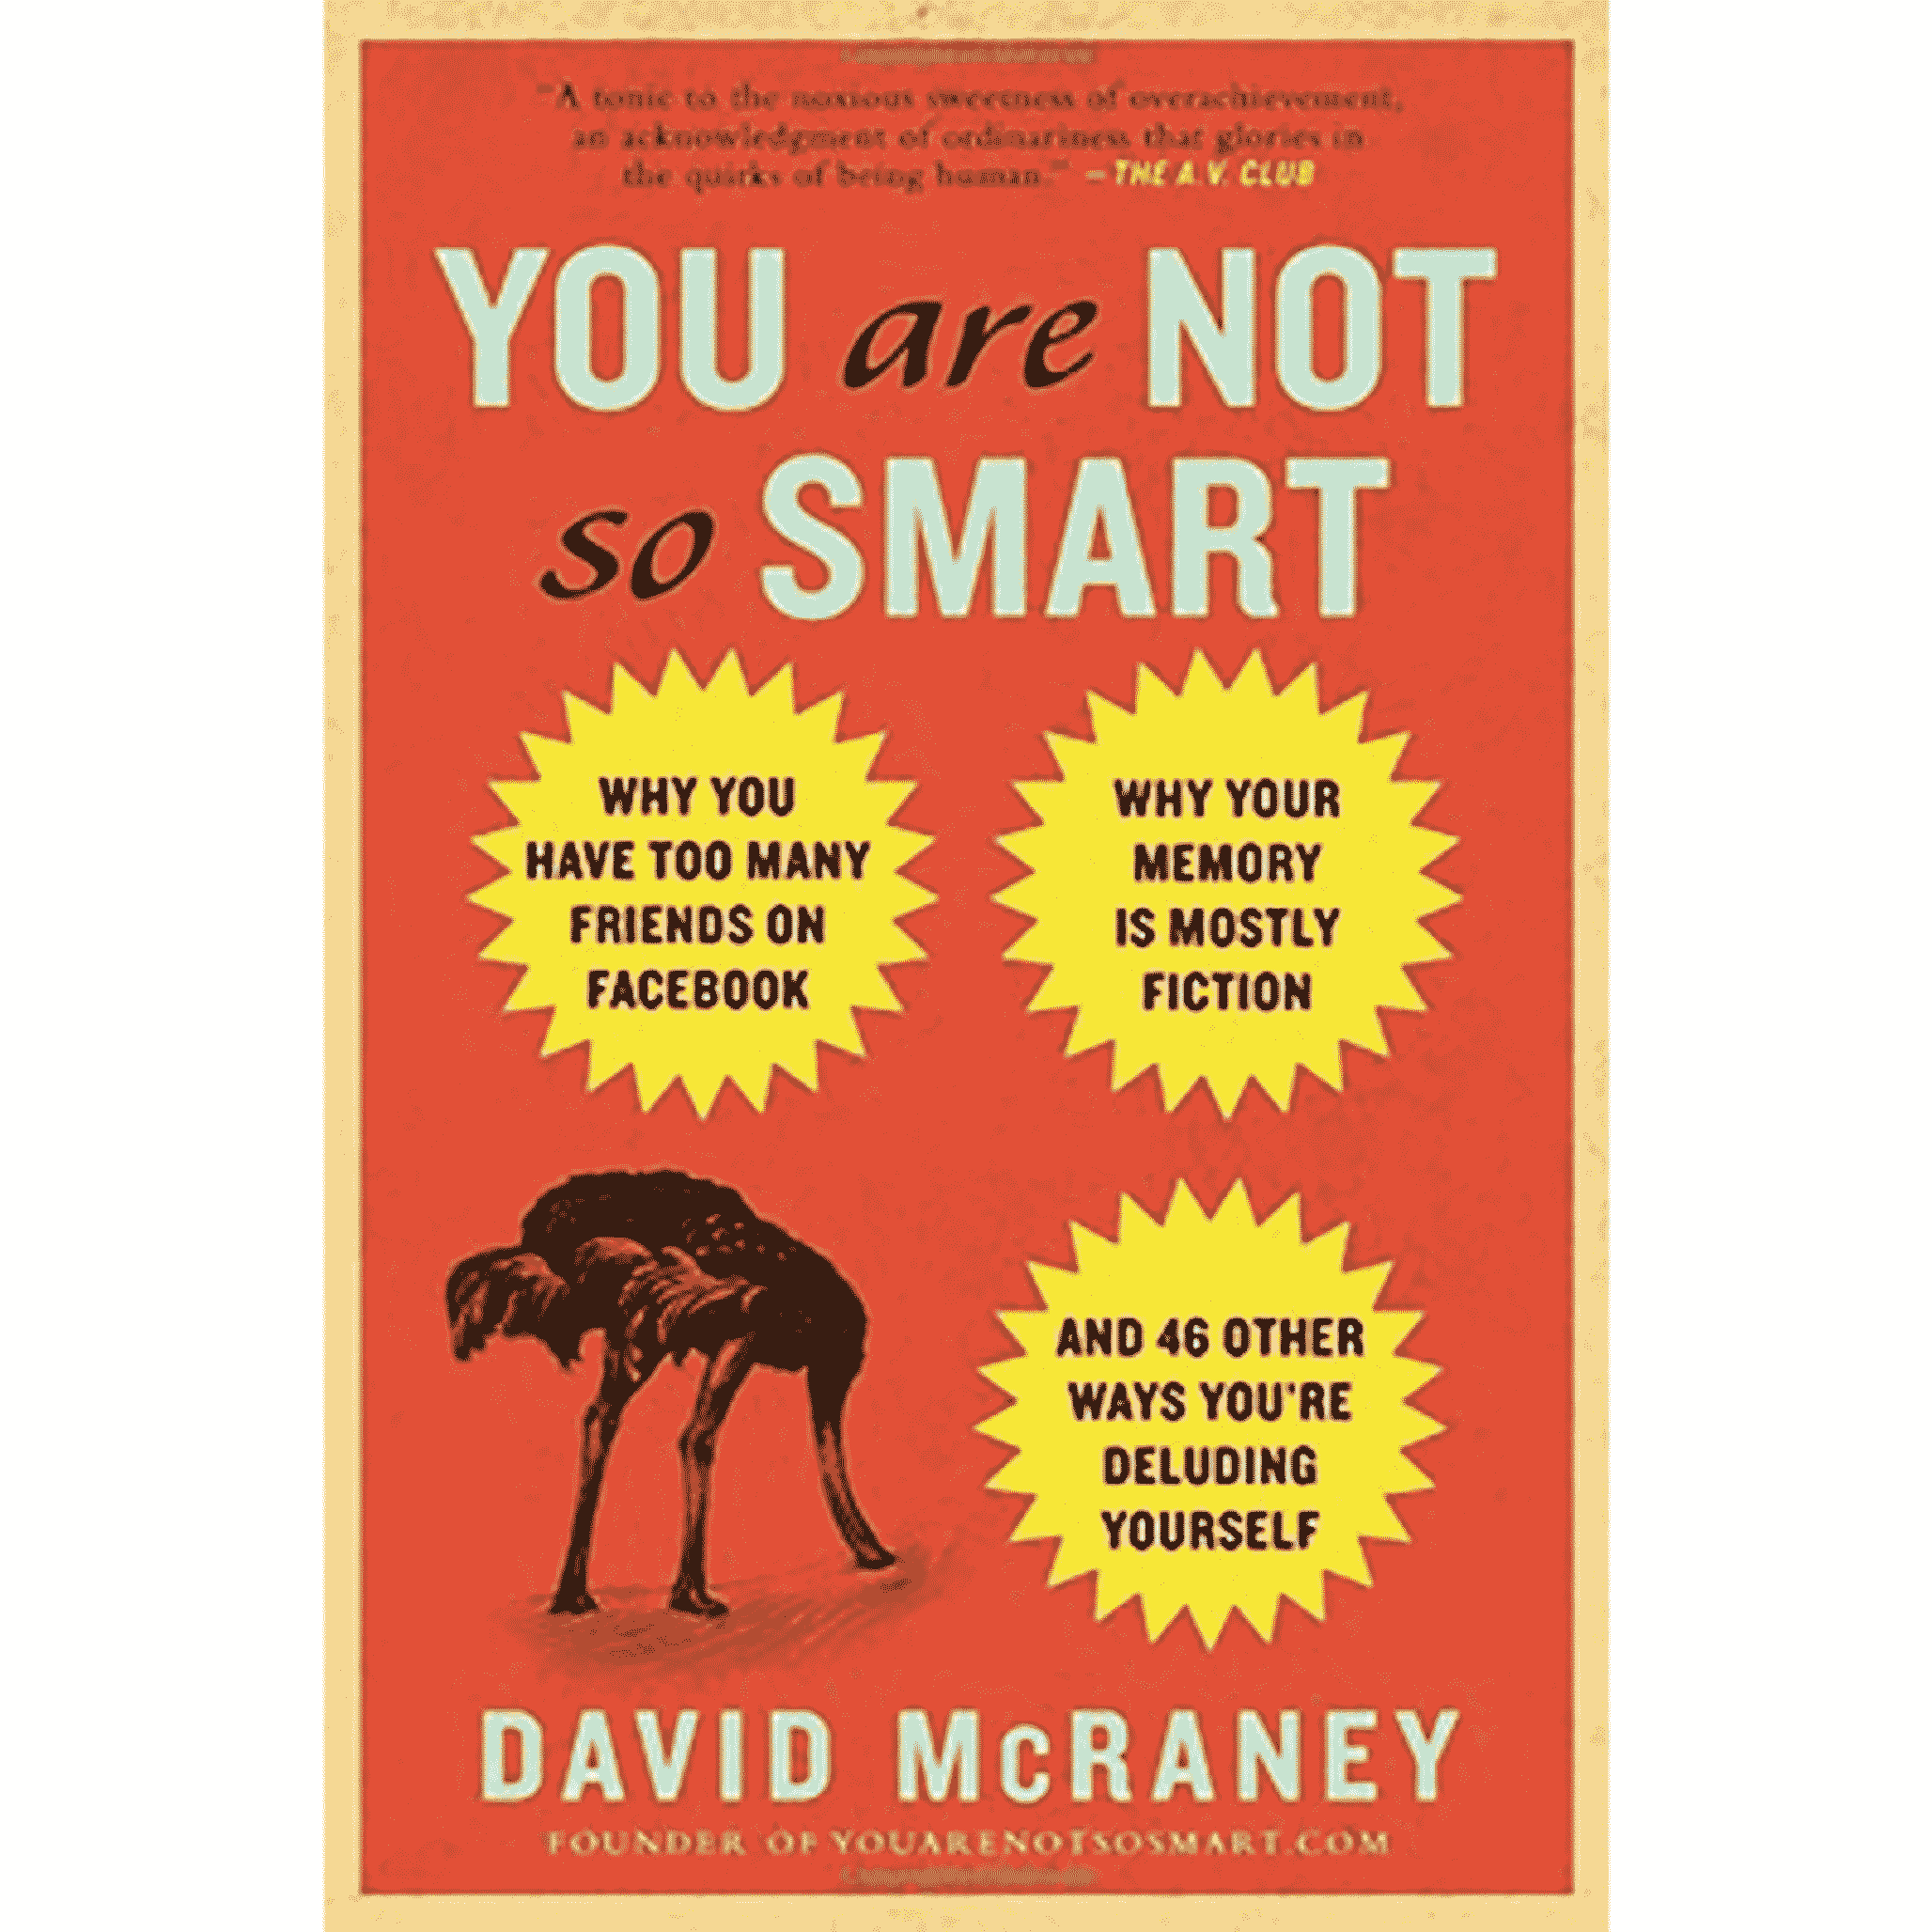 "A tonic to the noxious sweetness of overachievement,
an acknowledgment of ordinariness that glories in
the quirks of being human." —THE A.V. CLUB
YOU are NOT
so SMART
WHY YOU
HAVE TOO MANY
FRIENDS ON
FACEBOOK
WHY YOUR
MEMORY
IS MOSTLY
FICTION
AND 46 OTHER
WAYS YOU'RE
DELUDING
YOURSELF
DAVID McRANEY
FOUNDER OF YOUARENOTSOSMART.COM